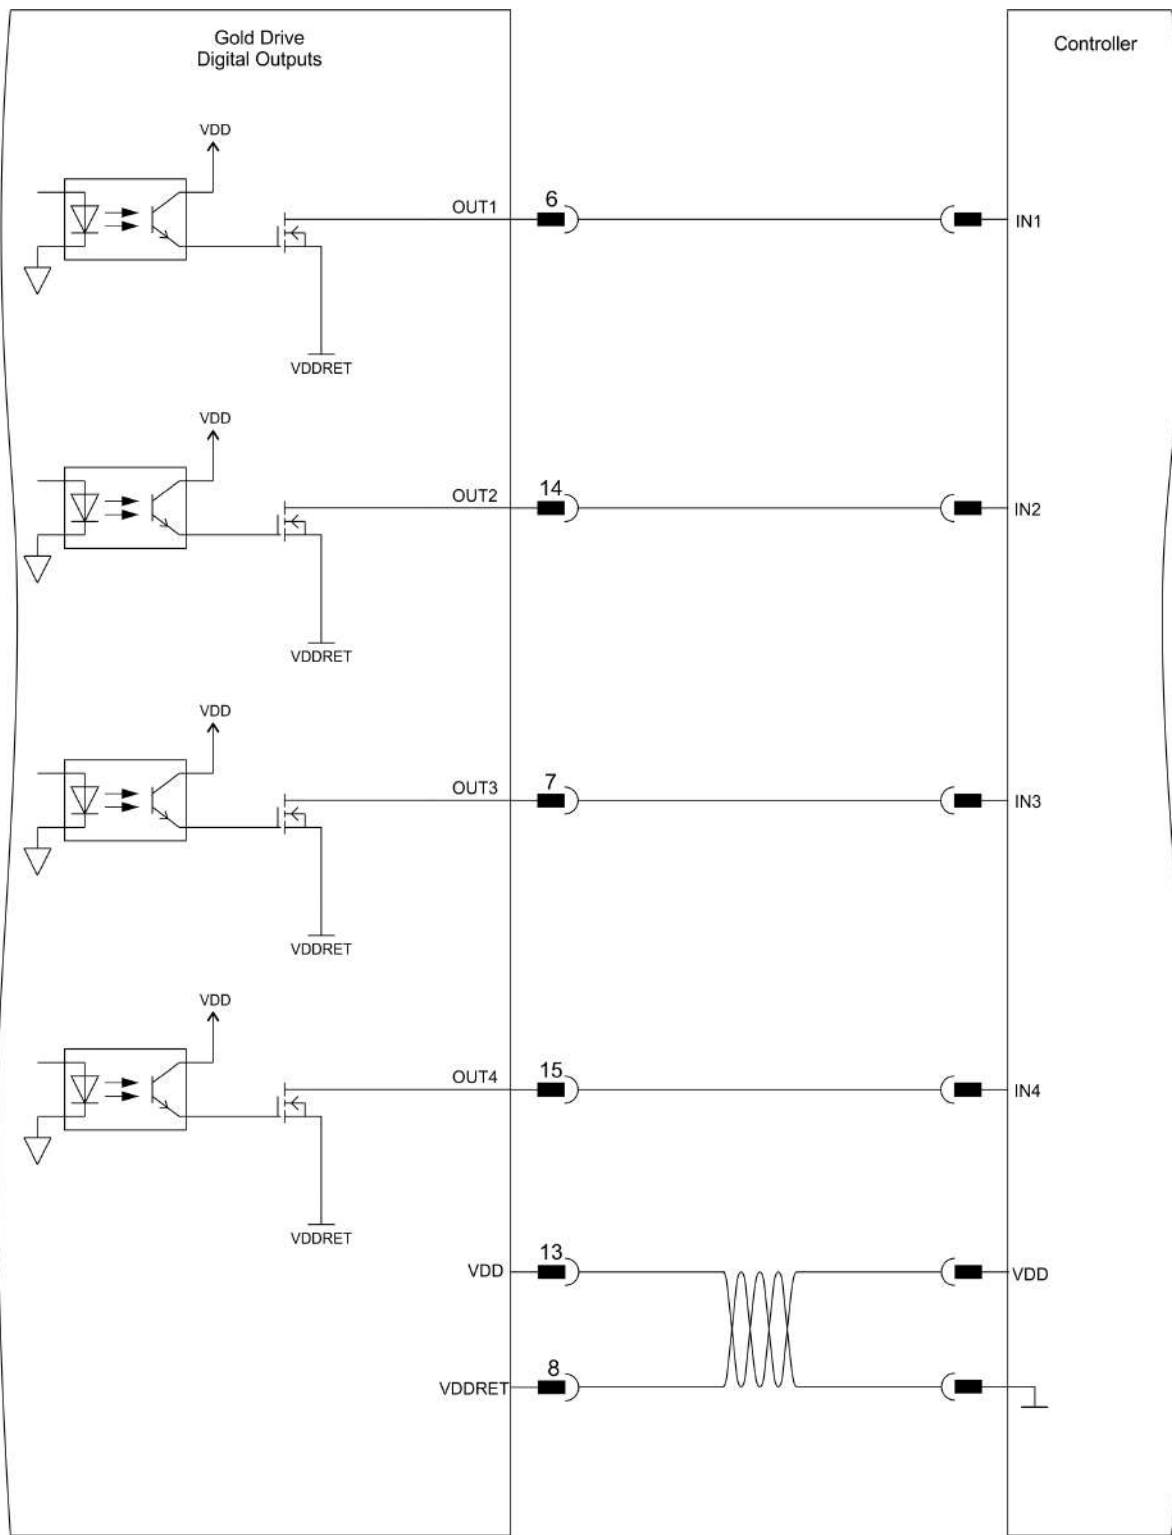 Gold Drive
Digital Outputs
Controller
VDD
OUT1
6
IN1
VDDRET
VDD
OUT2
14
IN2
VDDRET
VDD
OUT3
7
IN3
VDDRET
VDD
OUT4
15
IN4
VDDRET
VDD
13
VDD
VDDRET
8